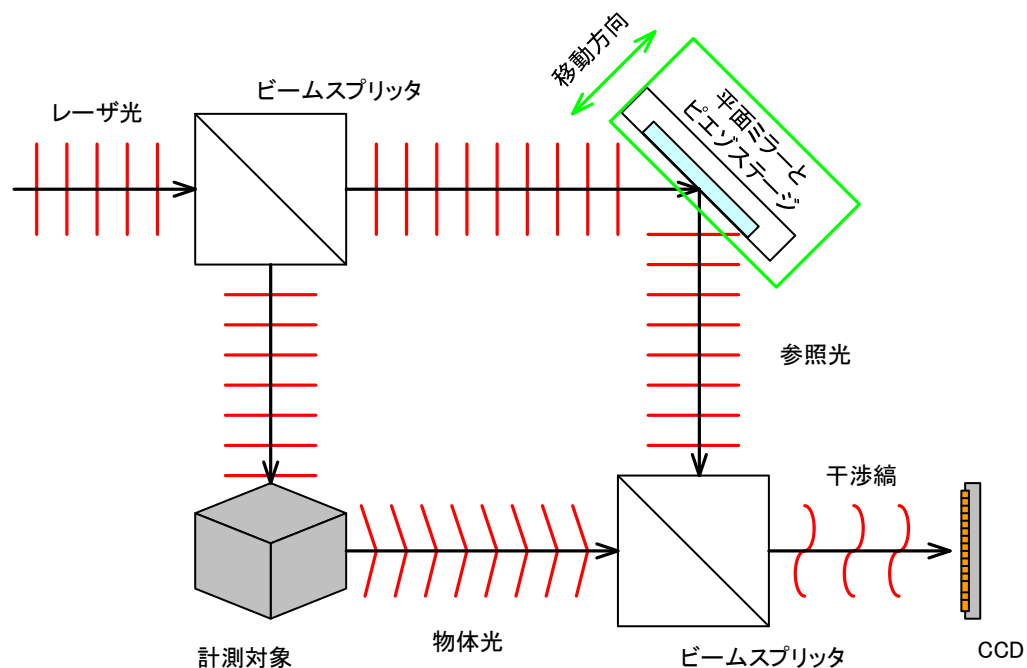 移動方向
ビームスプリッタ
レーザ光
平面ミラーと
ピエゾステージ
参照光
干渉縞
物体光
計測対象
ビームスプリッタ
CCD